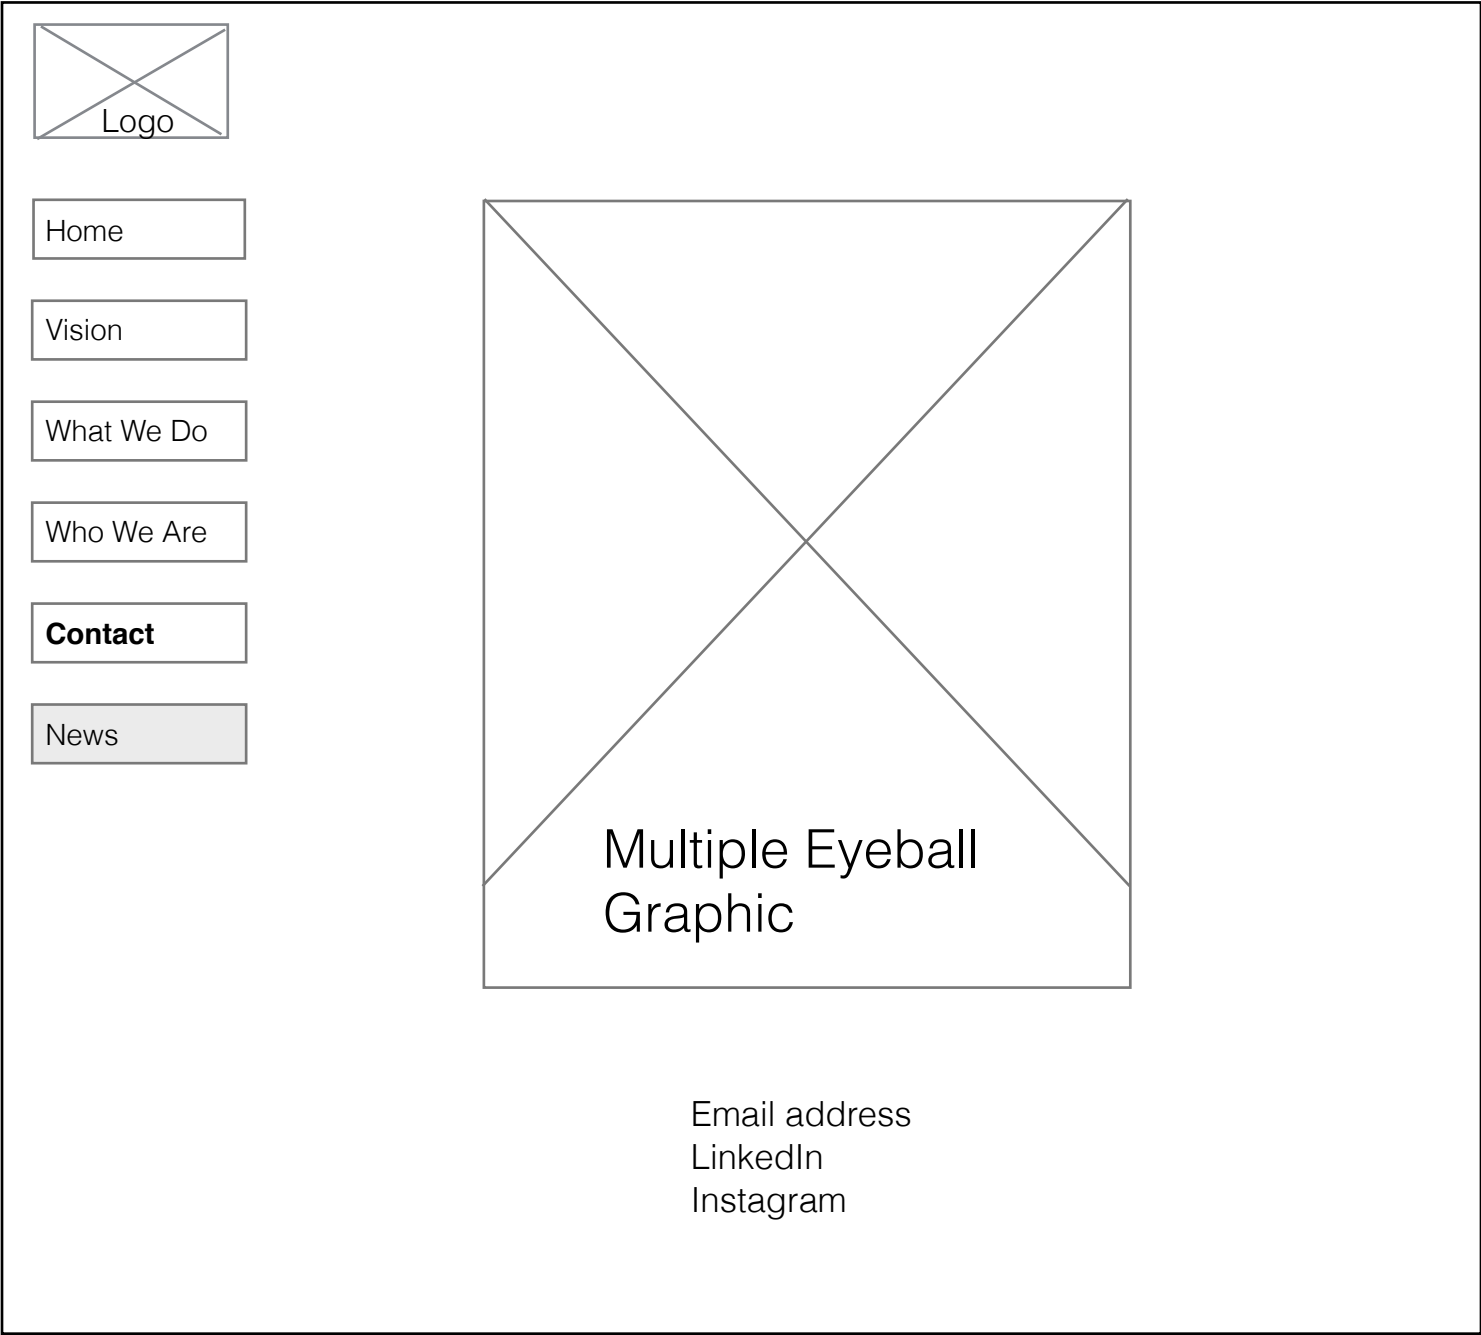 Logo
Home
Vision
What We Do
Who We Are
Contact
News
Multiple Eyeball
Graphic
Email address
LinkedIn
Instagram